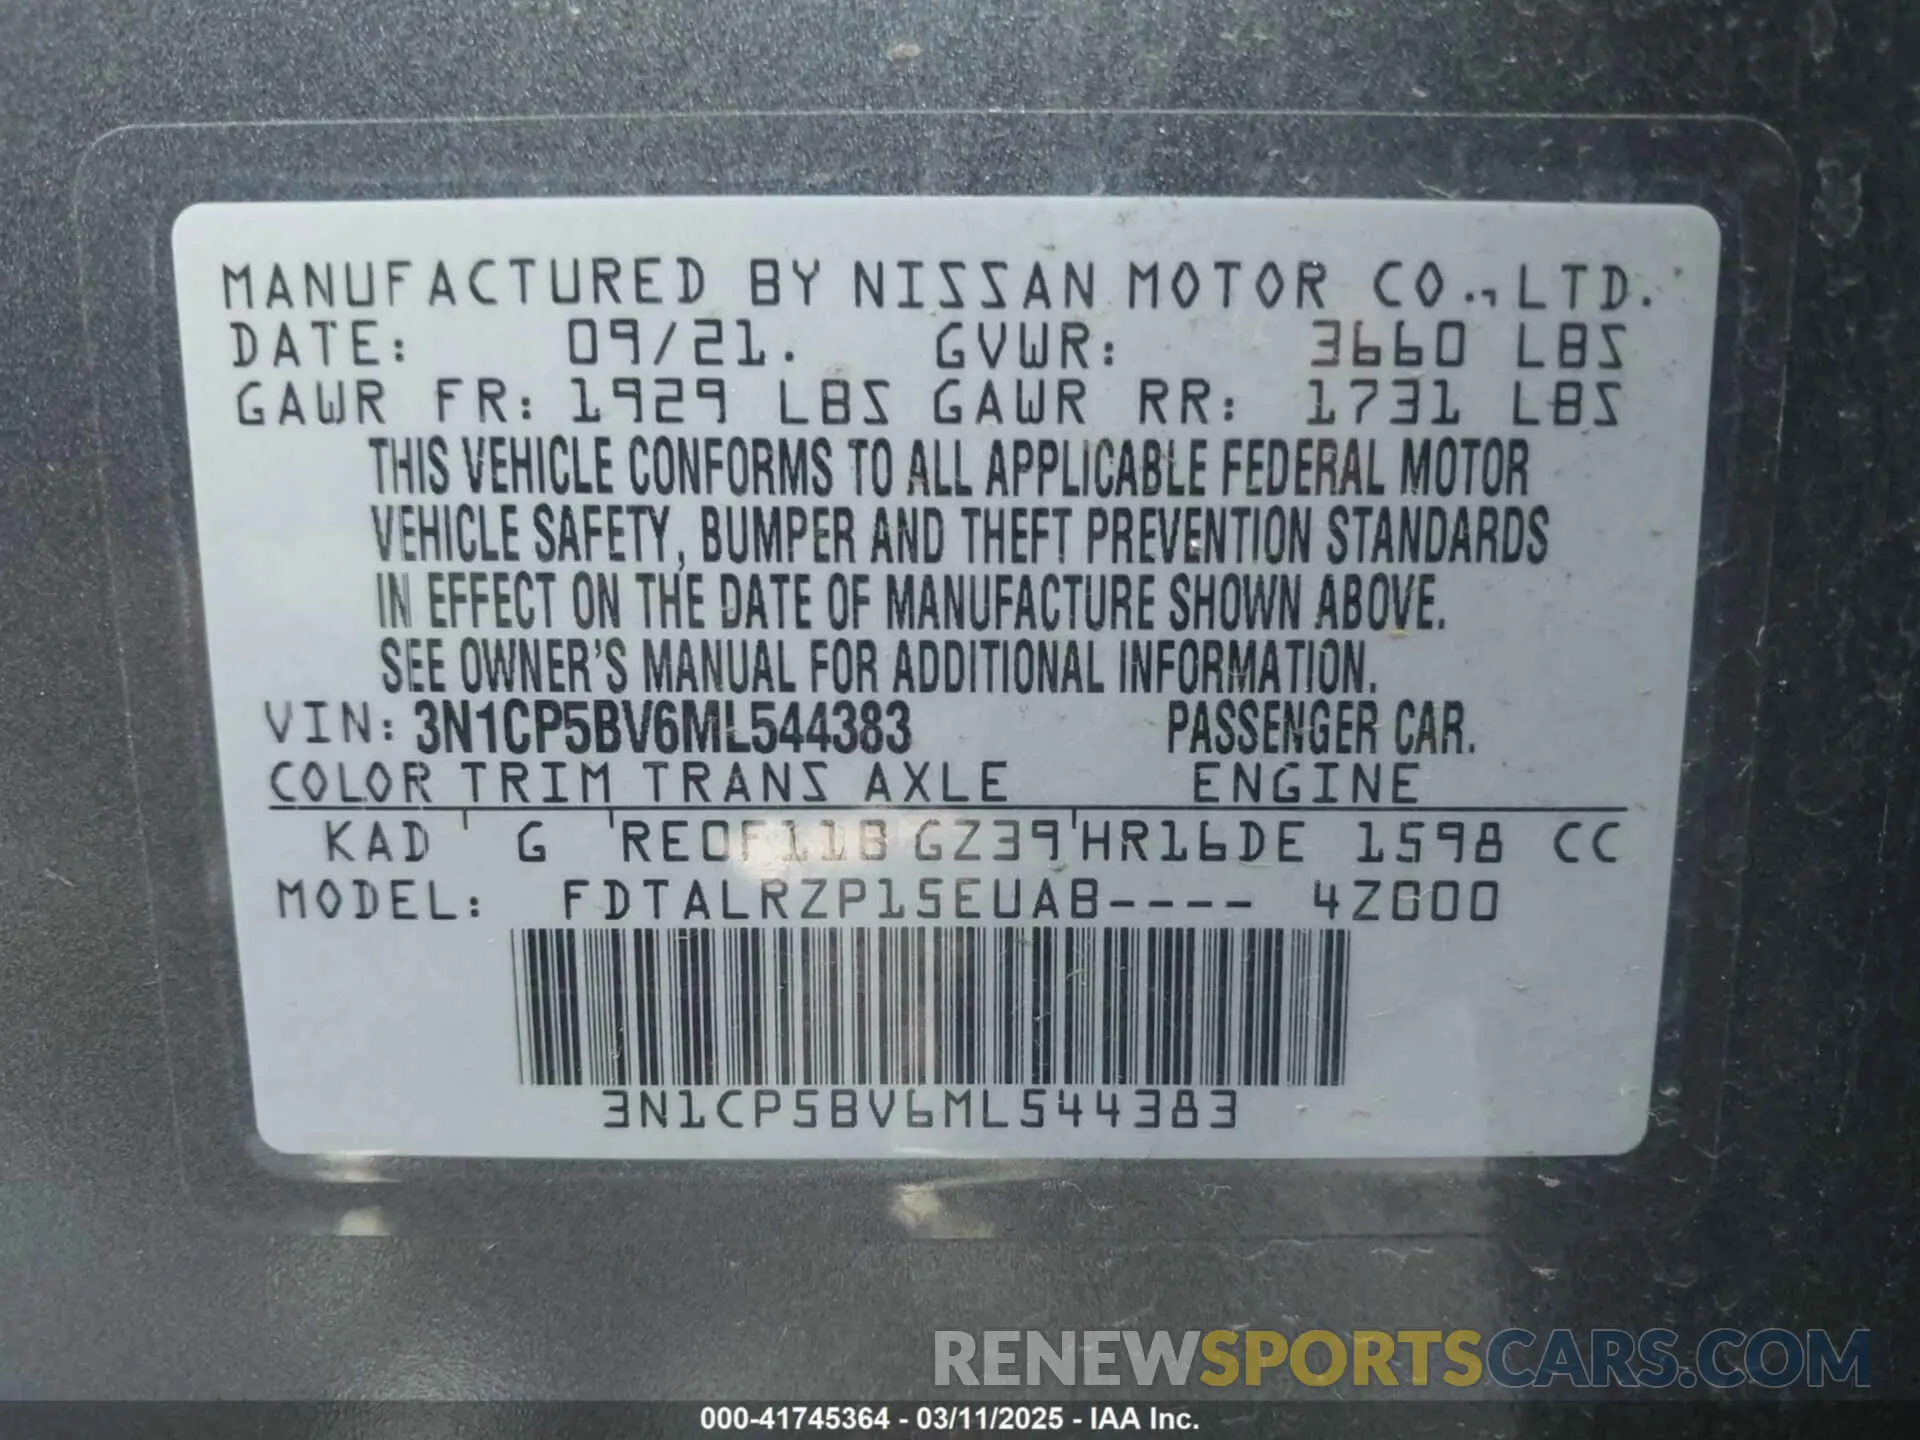 MANUFACTURED BY NISSAN MOTOR CO., LTD.
DATE: 09/21. GVWR: 3660 LBS
GAWR FR: 1929 LBS GAWR RR: 1731 LBS
THIS VEHICLE CONFORMS TO ALL APPLICABLE FEDERAL MOTOR
VEHICLE SAFETY, BUMPER AND THEFT PREVENTION STANDARDS
IN EFFECT ON THE DATE OF MANUFACTURE SHOWN ABOVE.
SEE OWNER'S MANUAL FOR ADDITIONAL INFORMATION.
VIN: 3N1CP5BV6ML544383 PASSENGER CAR.
COLOR TRIM TRANS AXLE ENGINE
KAD ' G ' RE0F11B GZ39 ' HR16DE 1598 CC
MODEL: FDTALRZP15EUAB---- 4Z000
3N1CP5BV6ML544383
RENEWSPORTSCARS.COM
000-41745364 - 03/11/2025 - IAA Inc.